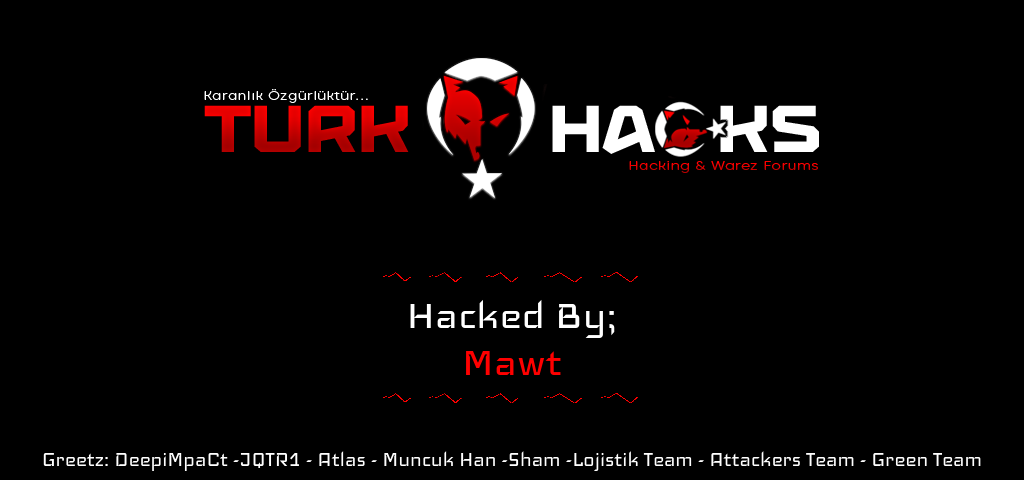 Karanlık Özgürlüktür...
TURK HACKS
Hacking & Warez Forums
Hacked By;
Mawt
Greetz: DeepiMpaCt -JQTR1 - Atlas - Muncuk Han -Sham -Lojistik Team - Attackers Team - Green Team